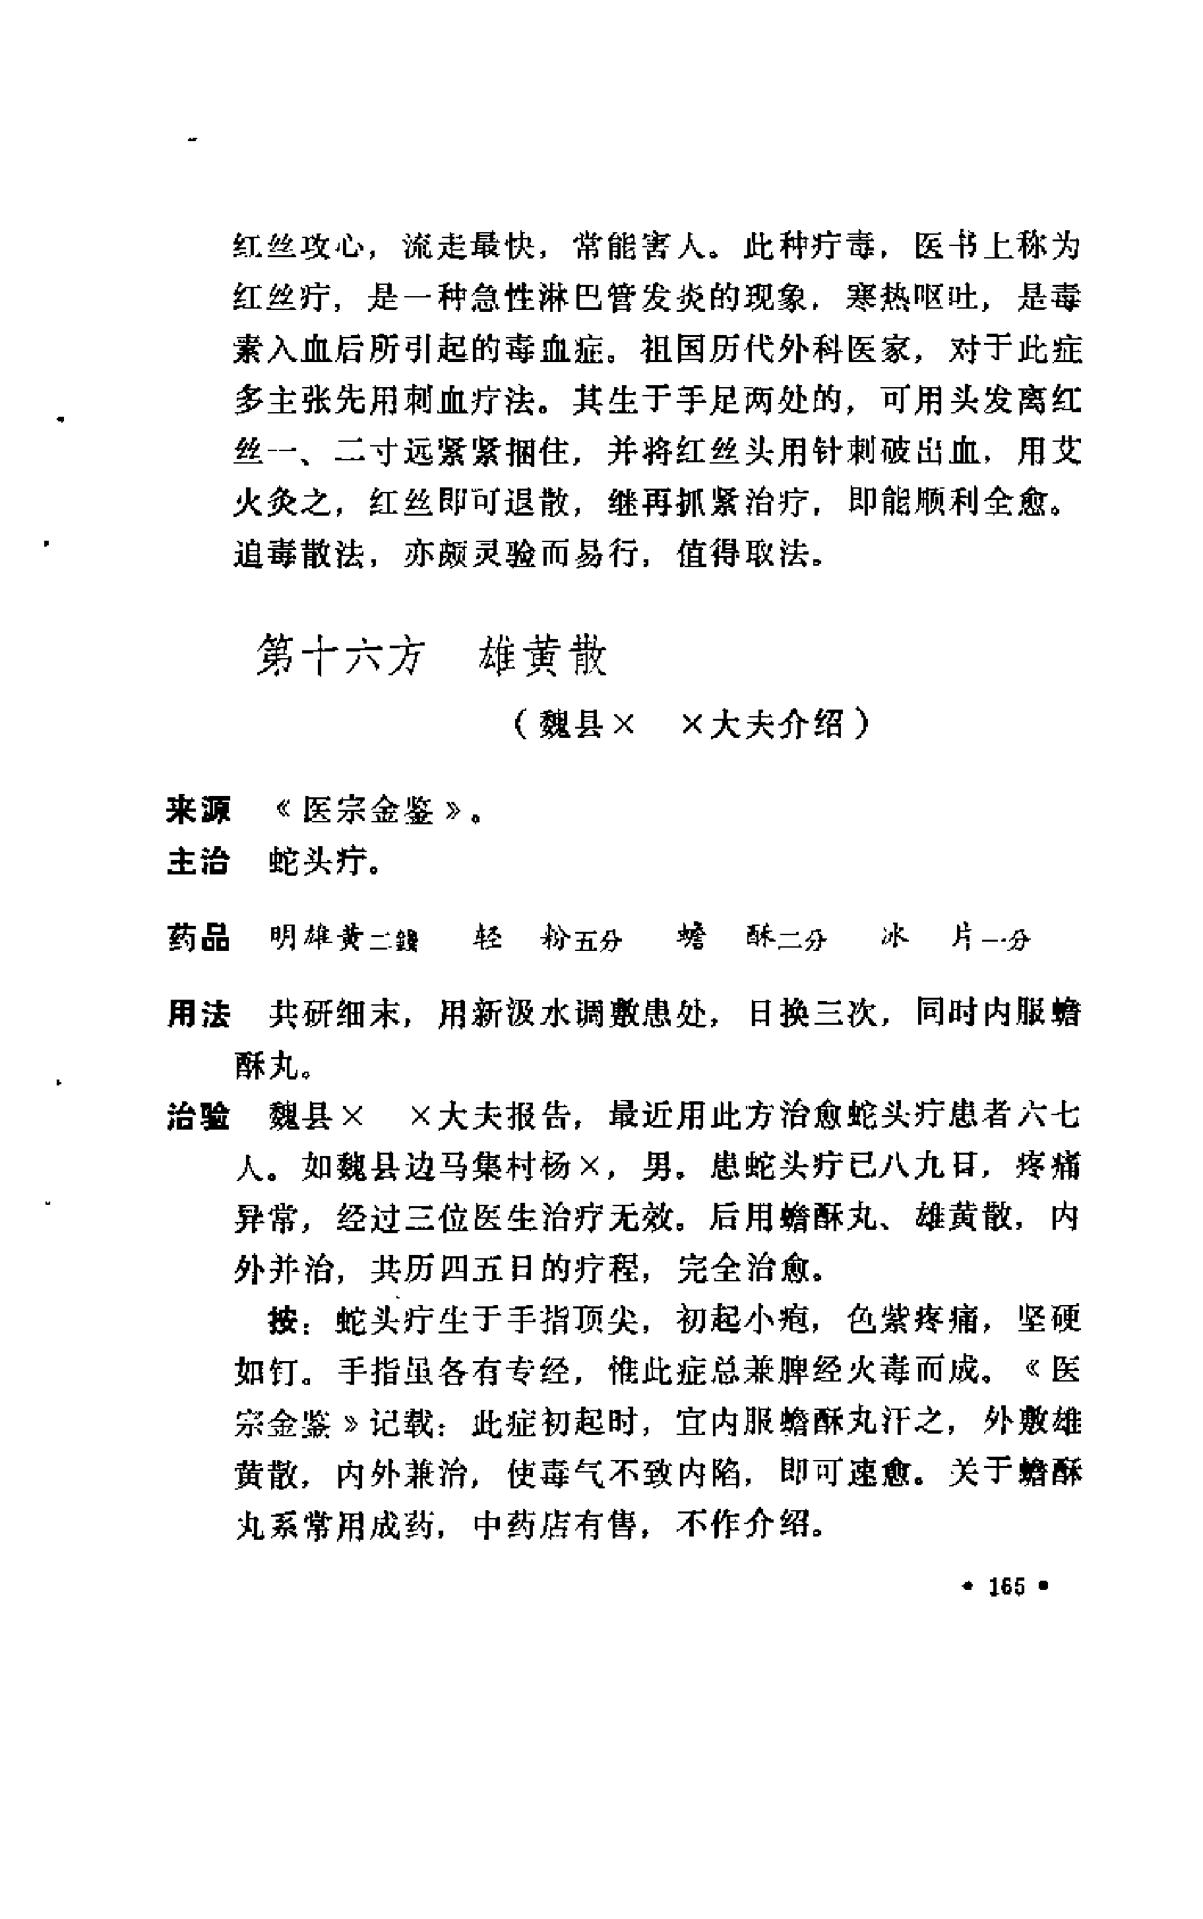 红丝攻心，流走最快，常能害人。此种疔毒，医书上称为
红丝疔，是一种急性淋巴管发炎的现象，寒热呕吐，是毒
素入血后所引起的毒血症。祖国历代外科医家，对于此症
多主张先用刺血疗法。其生于手足两处的，可用头发离红
丝一、二寸远紧紧捆住，并将红丝头用针刺破出血，用艾
火灸之，红丝即可退散，继再抓紧治疗，即能顺利全愈。
追毒散法，亦颇灵验而易行，值得取法。
第十六方　雄黄散
（魏县×　×大夫介绍）
来源　《医宗金鉴》。
主治　蛇头疔。
药品　明雄黄二錢　轻　粉五分　蟾　酥二分　冰　片一分
用法　共研细末，用新汲水调敷患处，日换三次，同时内服蟾
酥丸。
治验　魏县×　×大夫报告，最近用此方治愈蛇头疔患者六七
人。如魏县边马集村杨×，男。患蛇头疔已八九日，疼痛
异常，经过三位医生治疗无效。后用蟾酥丸、雄黄散，内
外并治，共历四五日的疗程，完全治愈。
按：蛇头疔生于手指顶尖，初起小疱，色紫疼痛，坚硬
如钉。手指虽各有专经，惟此症总兼脾经火毒而成。《医
宗金鉴》记载：此症初起时，宜内服蟾酥丸汗之，外敷雄
黄散，内外兼治，使毒气不致内陷，即可速愈。关于蟾酥
丸系常用成药，中药店有售，不作介绍。
• 165 •